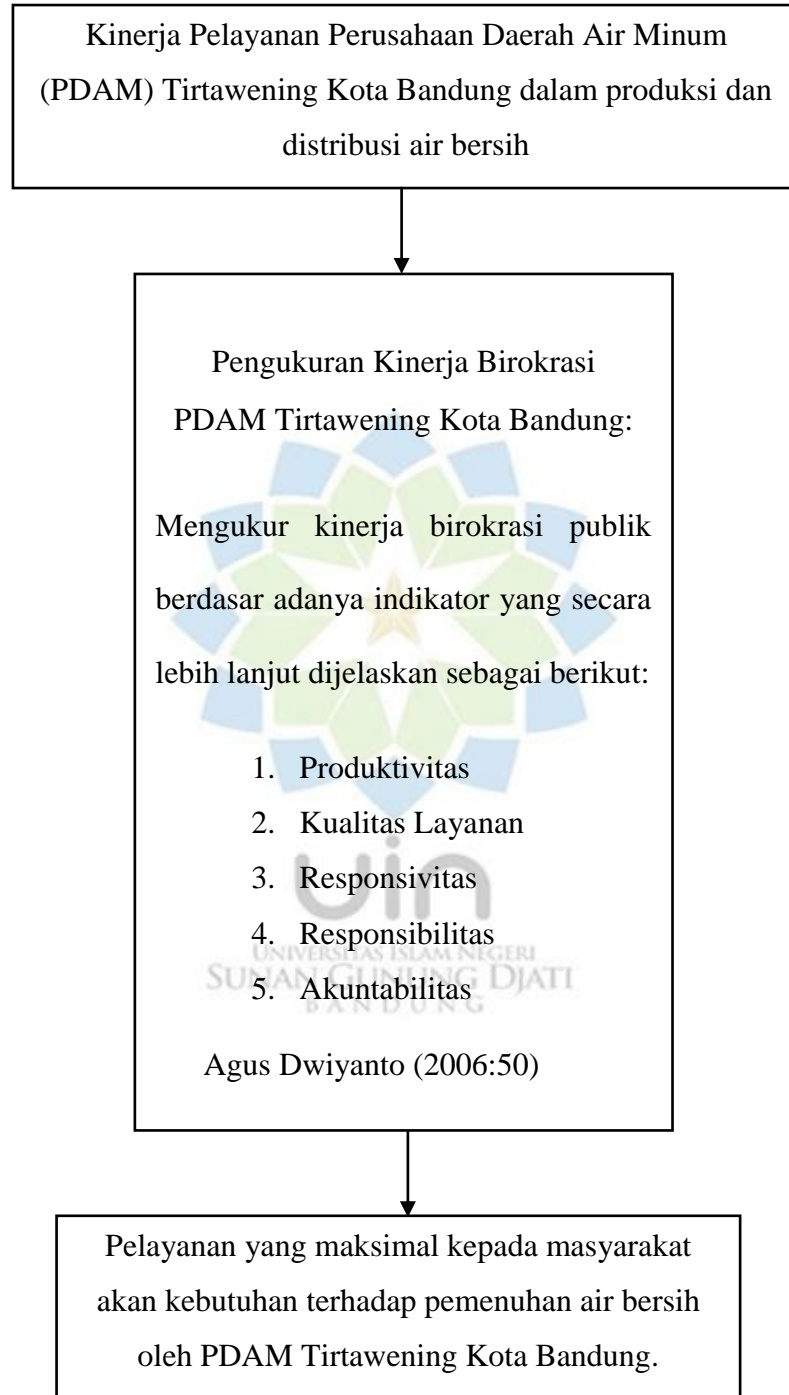 Kinerja Pelayanan Perusahaan Daerah Air Minum
(PDAM) Tirtawening Kota Bandung dalam produksi dan
distribusi air bersih
Pengukuran Kinerja Birokrasi
PDAM Tirtawening Kota Bandung:
Mengukur kinerja birokrasi publik
berdasar adanya indikator yang secara
lebih lanjut dijelaskan sebagai berikut:
1. Produktivitas
2. Kualitas Layanan
uin
3. Responsivitas
4. Responsibilitas
UNIVERSITAS ISLAM NEGERI
SUNAN GUNUNG DJATI
5. Akuntabilitas
BANDUNG
Agus Dwiyanto (2006:50)
Pelayanan yang maksimal kepada masyarakat
akan kebutuhan terhadap pemenuhan air bersih
oleh PDAM Tirtawening Kota Bandung.